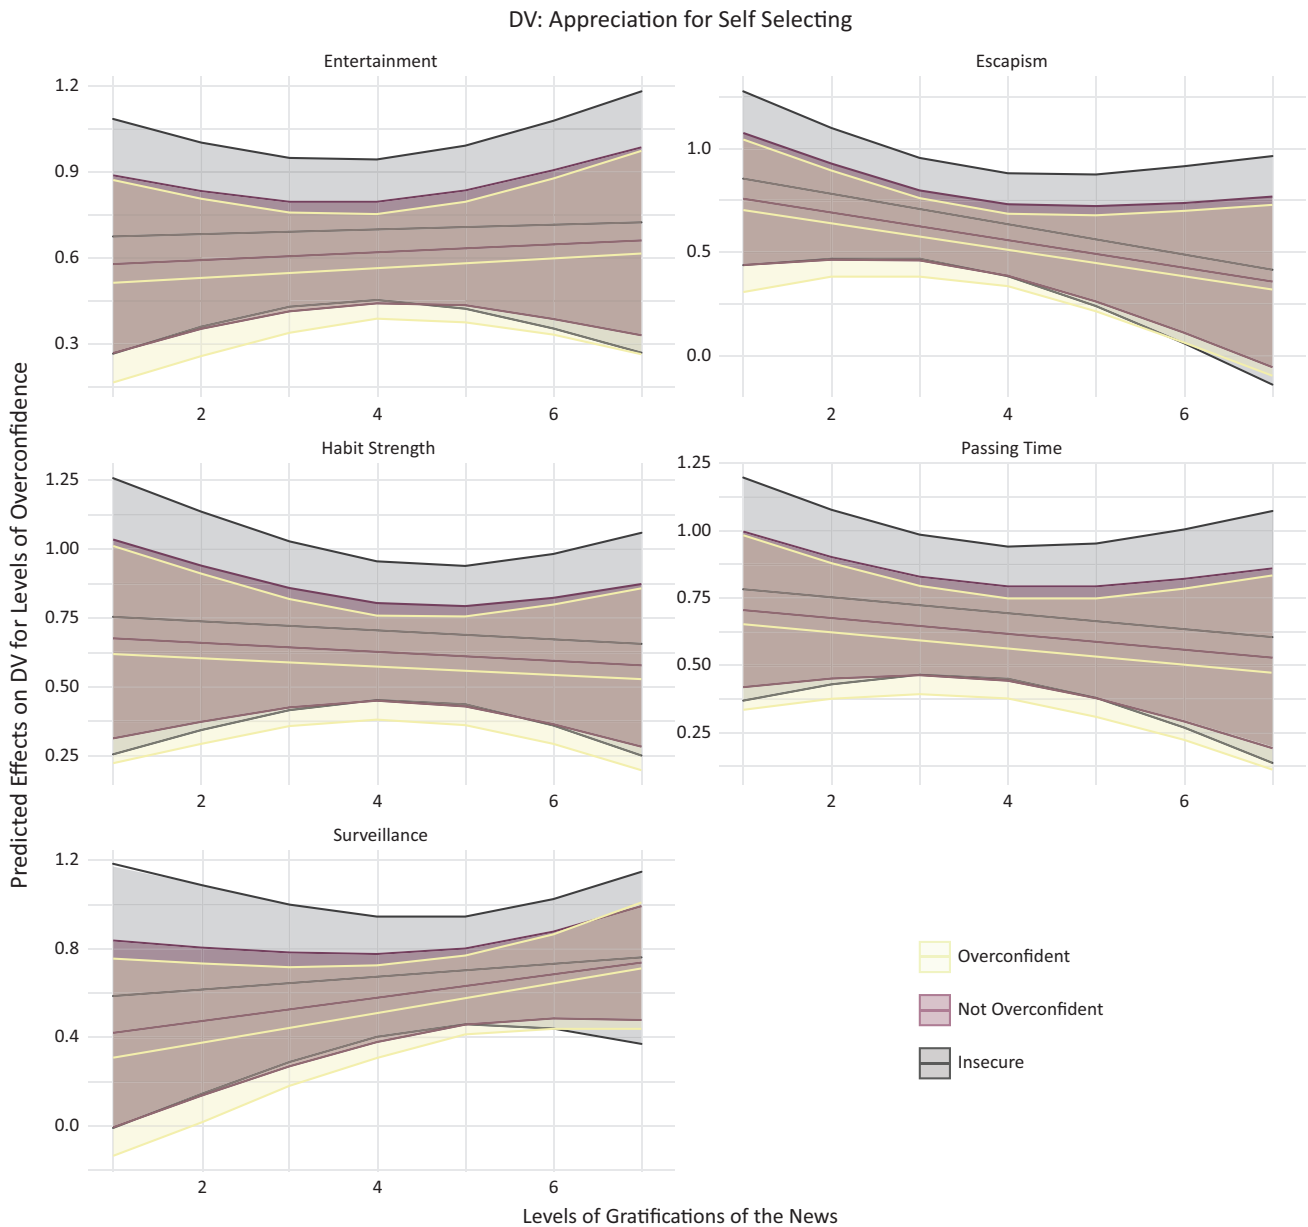 DV: Appreciation for Self Selecting
Predicted Effects on DV for Levels of Overconfidence
Entertainment
1.2
0.9
0.6
0.3
2 4 6
Escapism
1.0
0.5
0.0
2 4 6
Habit Strength
1.25
1.00
0.75
0.50
0.25
2 4 6
Passing Time
1.25
1.00
0.75
0.50
0.25
2 4 6
Surveillance
1.2
0.8
0.4
0.0
2 4 6
Overconfident
Not Overconfident
Insecure
Levels of Gratifications of the News